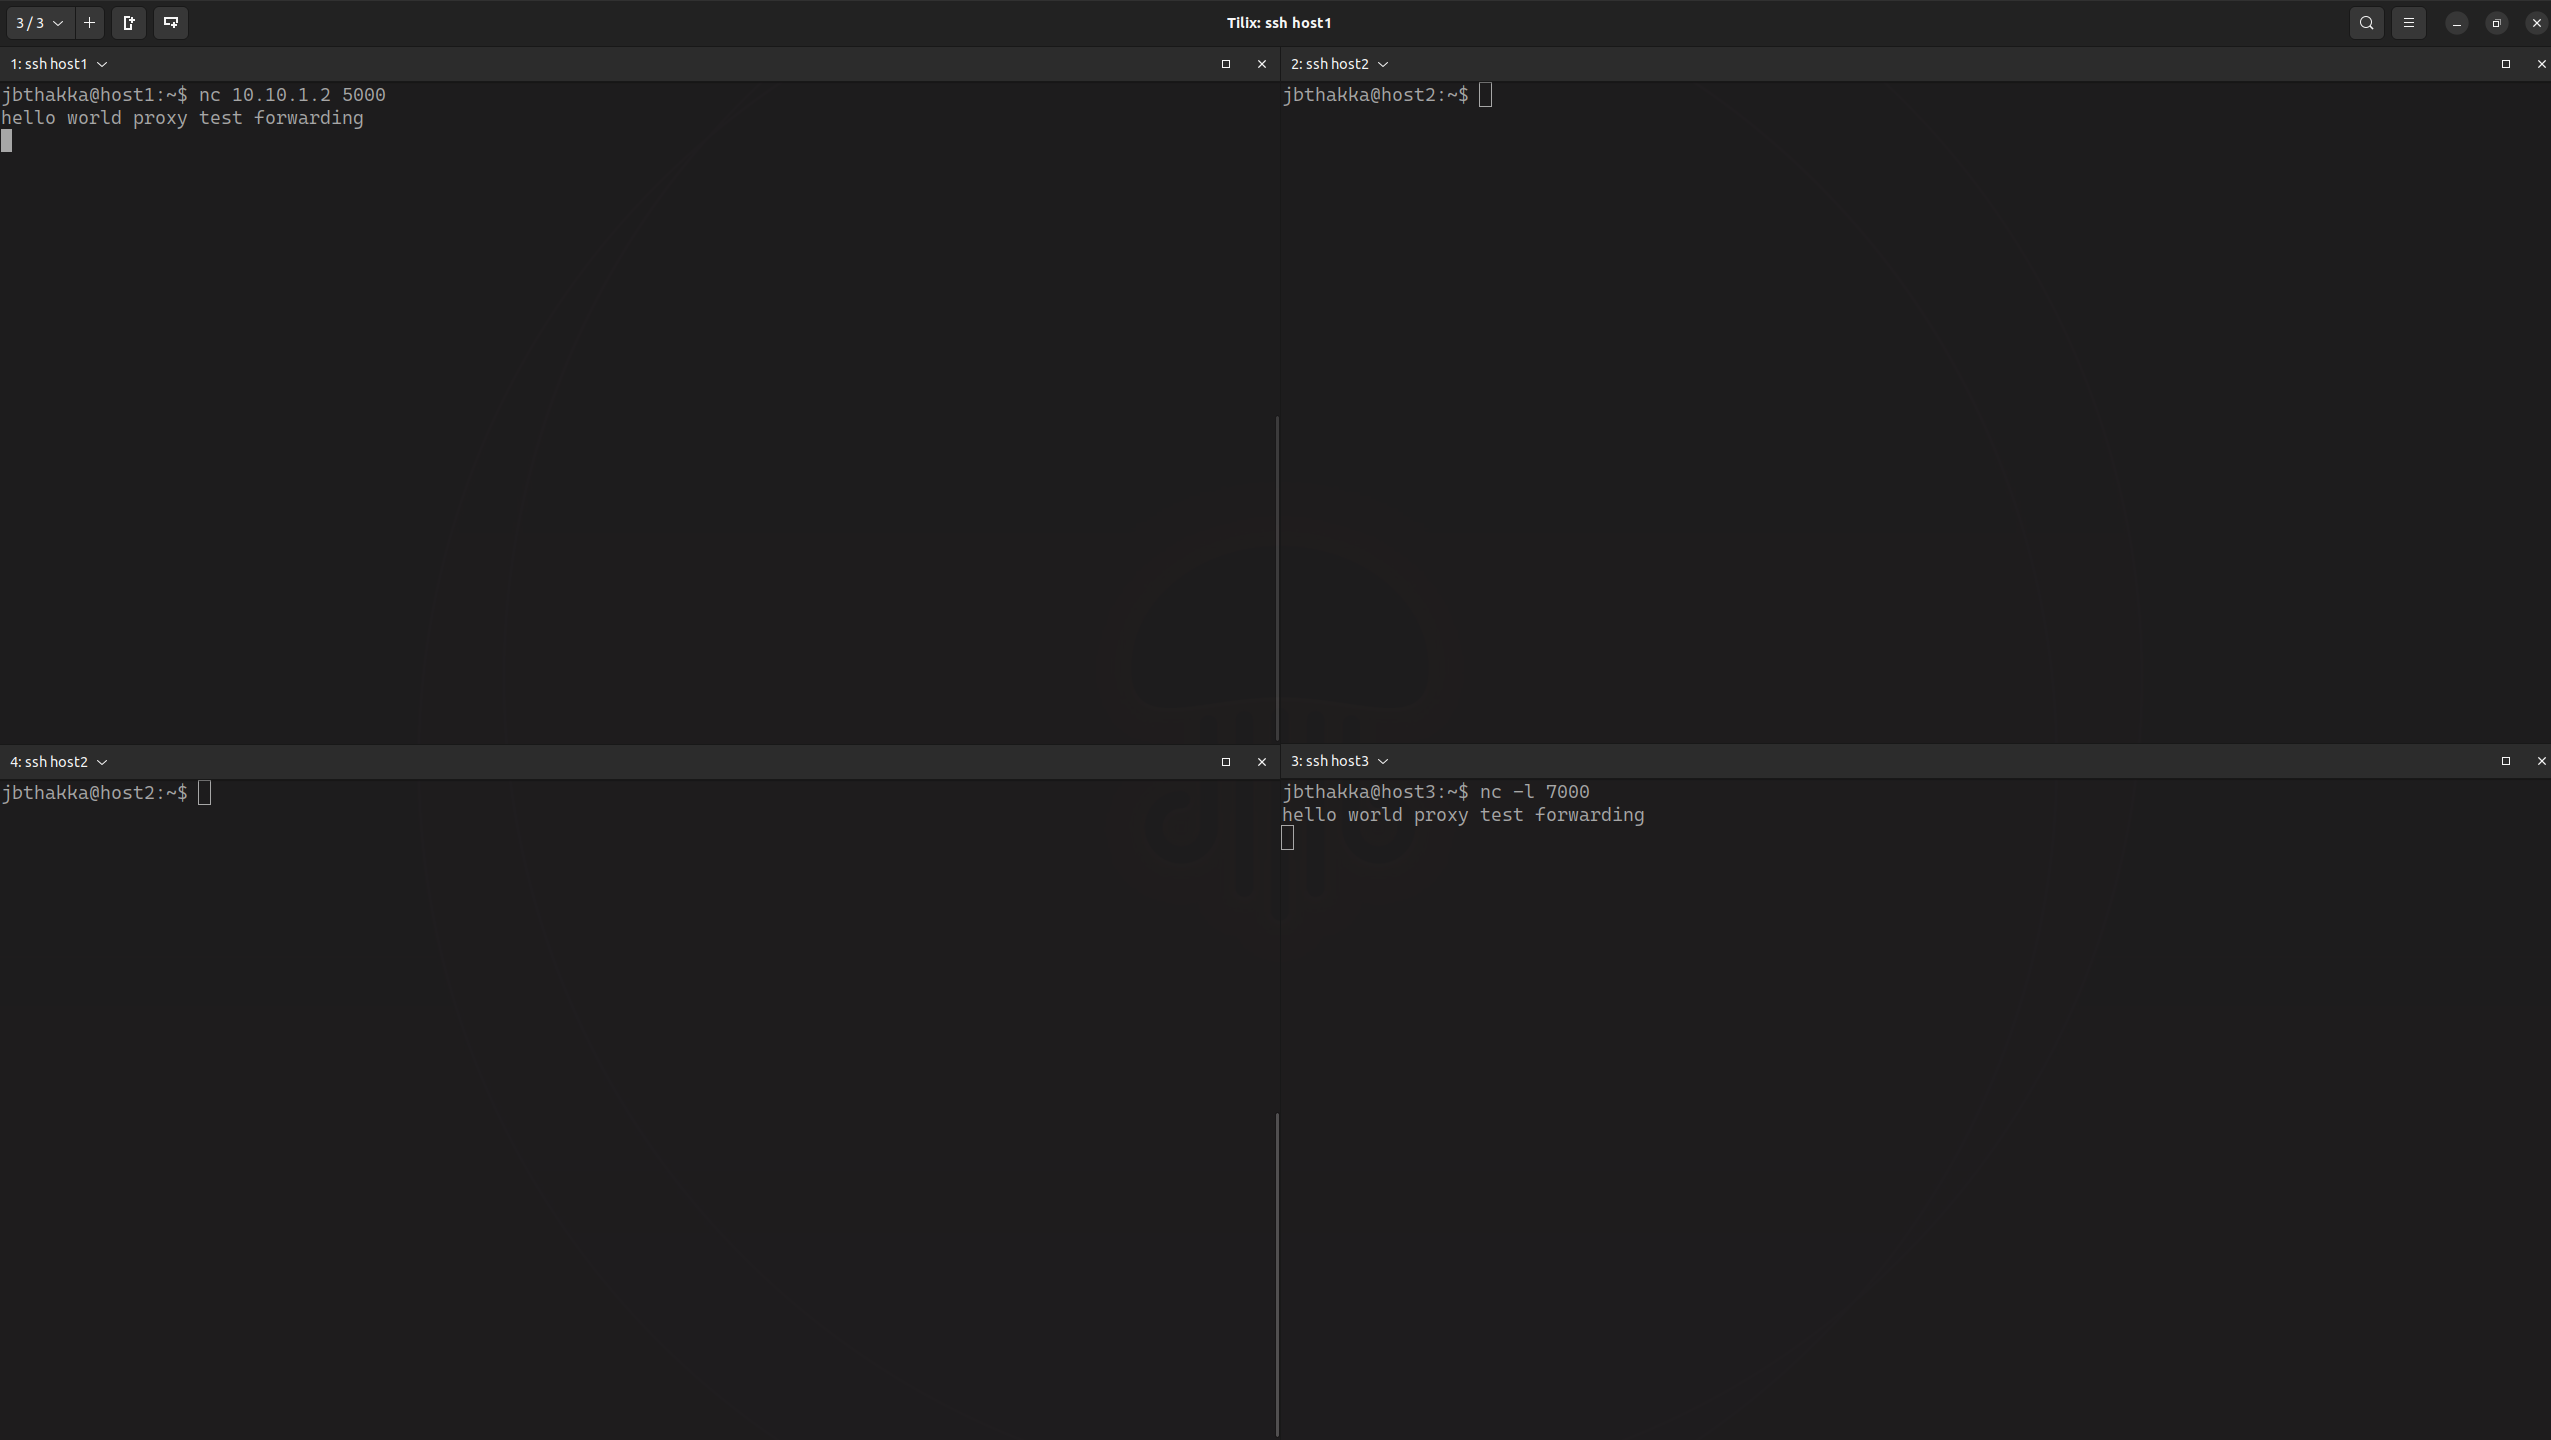 3 / 3
Tilix: ssh host1
1: ssh host1
jbthakka@host1:~$ nc 10.10.1.2 5000
hello world proxy test forwarding
2: ssh host2
jbthakka@host2:~$
4: ssh host2
jbthakka@host2:~$
3: ssh host3
jbthakka@host3:~$ nc -l 7000
hello world proxy test forwarding